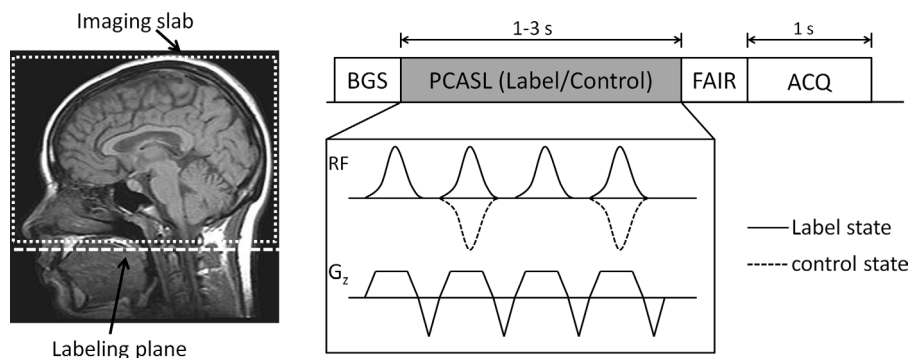 Imaging slab
Labeling plane
1-3 s
1 s
BGS
PCASL (Label/Control)
FAIR
ACQ
RF
Gz
Label state
control state